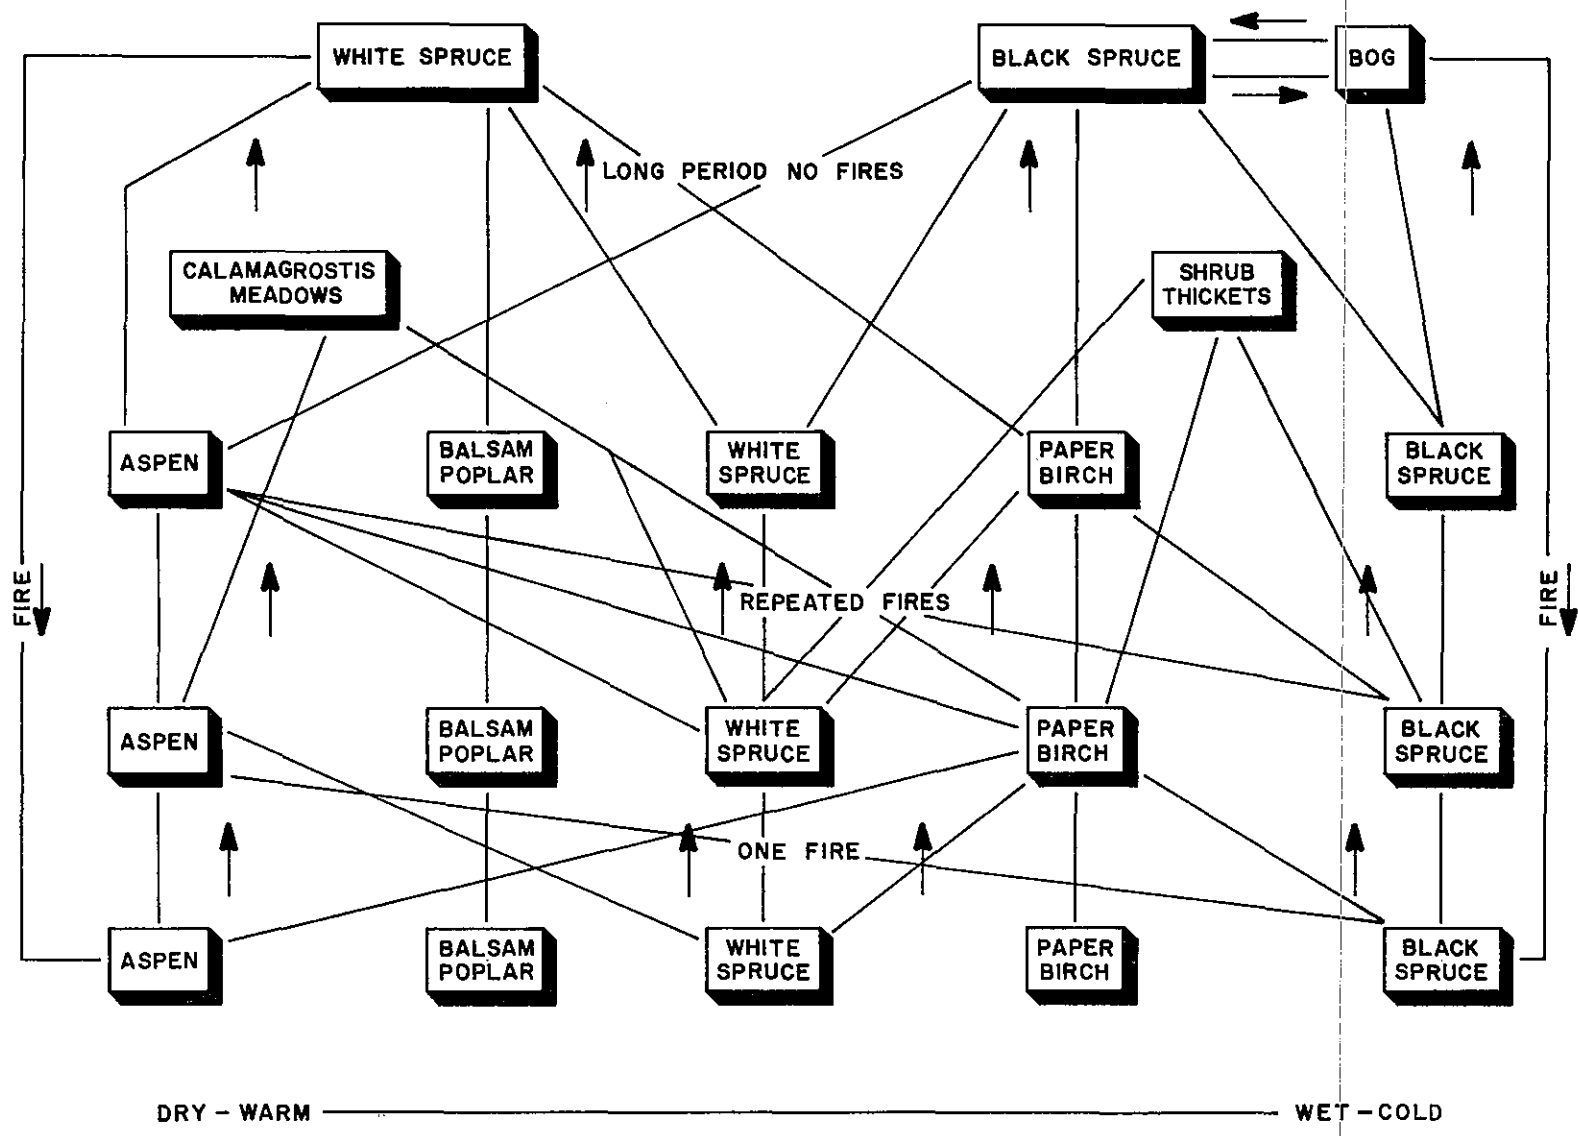 WHITE SPRUCE
BLACK SPRUCE
BOG
LONG PERIOD NO FIRES
CALAMAGROSTIS
MEADOWS
SHRUB
THICKETS
ASPEN
BALSAM
POPLAR
WHITE
SPRUCE
PAPER
BIRCH
BLACK
SPRUCE
FIRE
REPEATED FIRES
FIRE
ASPEN
BALSAM
POPLAR
WHITE
SPRUCE
PAPER
BIRCH
BLACK
SPRUCE
ONE FIRE
ASPEN
BALSAM
POPLAR
WHITE
SPRUCE
PAPER
BIRCH
BLACK
SPRUCE
DRY - WARM
WET - COLD